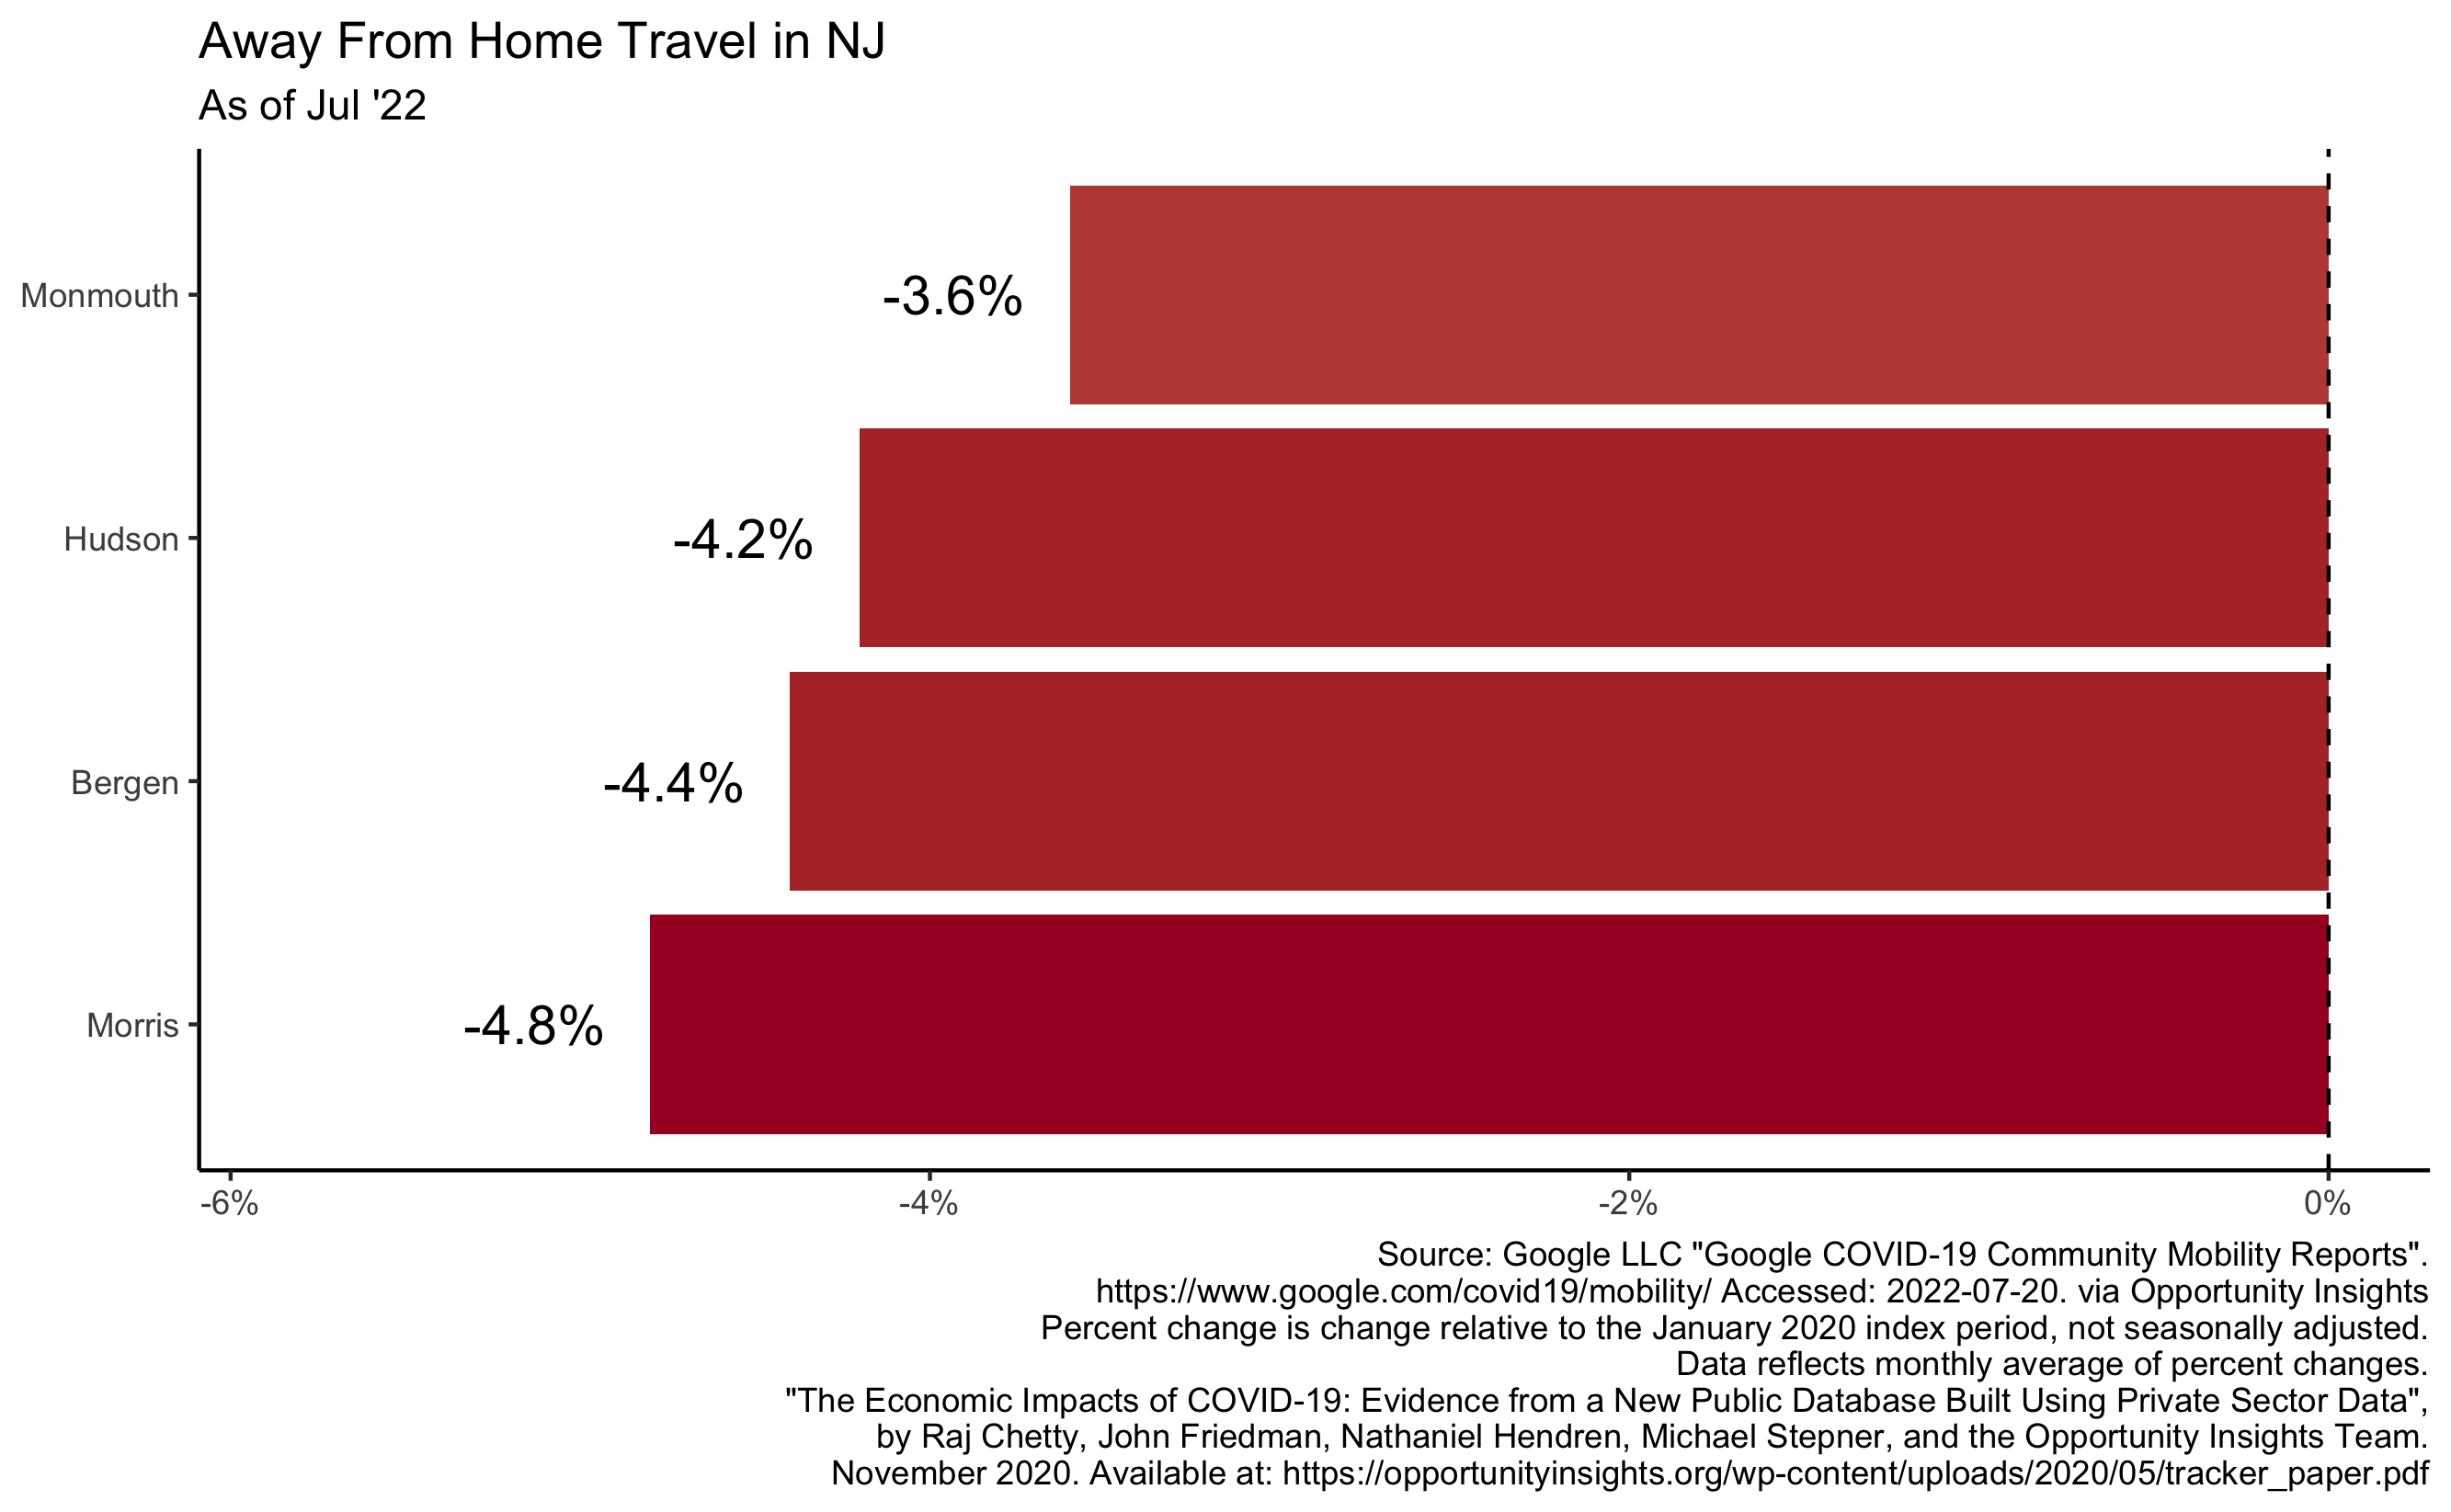 Away From Home Travel in NJ
As of Jul '22
Monmouth
-3.6%
Hudson
-4.2%
Bergen
-4.4%
Morris
-4.8%
-6% -4% -2% 0%
Source: Google LLC "Google COVID-19 Community Mobility Reports".
https://www.google.com/covid19/mobility/ Accessed: 2022-07-20. via Opportunity Insights
Percent change is change relative to the January 2020 index period, not seasonally adjusted.
Data reflects monthly average of percent changes.
"The Economic Impacts of COVID-19: Evidence from a New Public Database Built Using Private Sector Data",
by Raj Chetty, John Friedman, Nathaniel Hendren, Michael Stepner, and the Opportunity Insights Team.
November 2020. Available at: https://opportunityinsights.org/wp-content/uploads/2020/05/tracker_paper.pdf